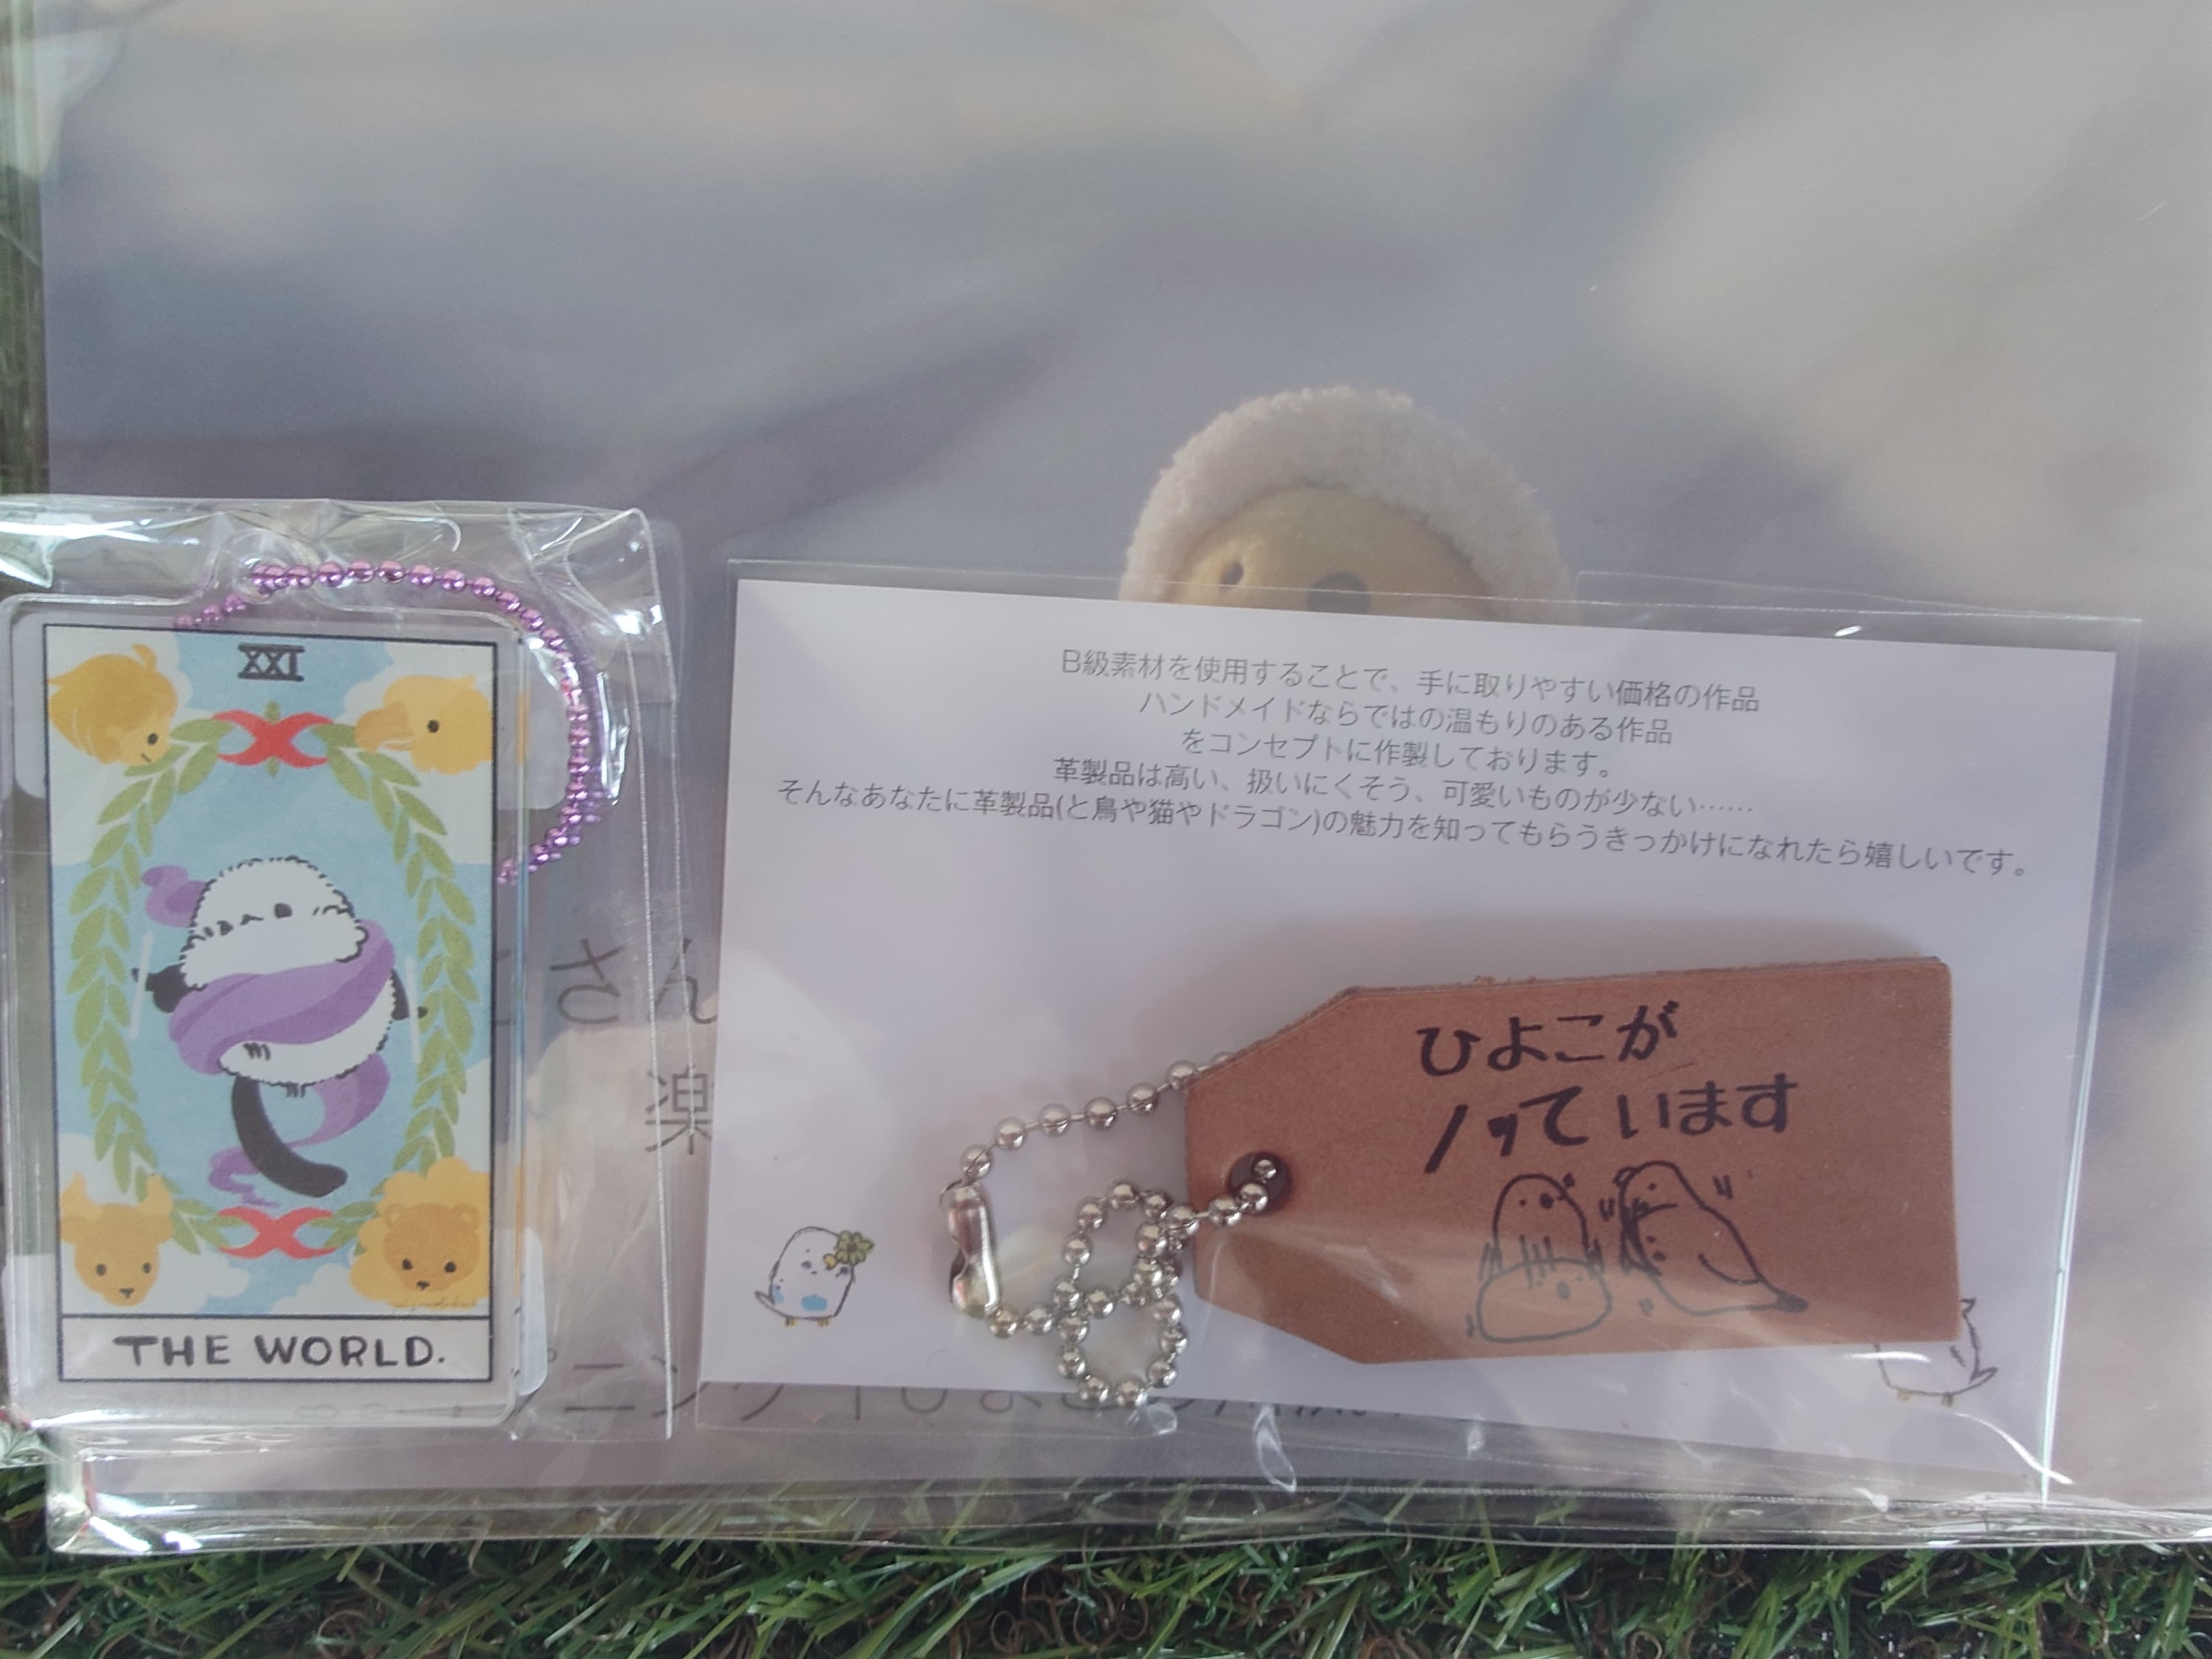 XXI
THE WORLD.
B級素材を使用することで、手に取りやすい価格の作品
ハンドメイドならではの温もりのある作品
をコンセプトに作製しております。
革製品は高い、扱いにくそう、可愛いものが少ない……
そんなあなたに革製品(と鳥や猫やドラゴン)の魅力を知ってもらうきっかけになれたら嬉しいです。
ひよこが
ノッています
さん
楽